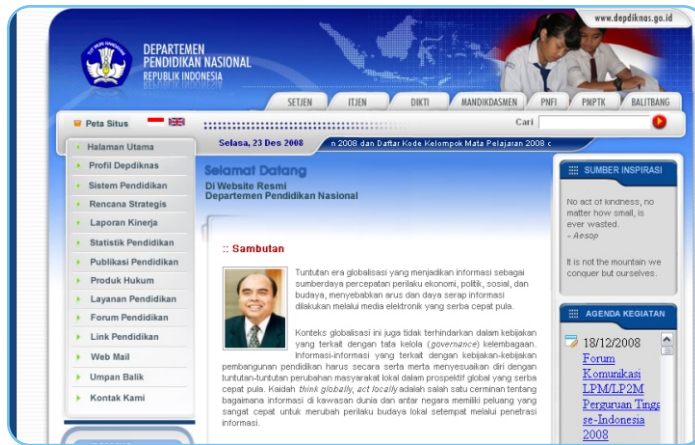 www.depdiknas.go.id
DEPARTEMEN
PENDIDIKAN NASIONAL
REPUBLIK INDONESIA
SETJEN
ITJEN
DIKTI
MANDIKDASMEN
PNFI
PMPTK
BALITBANG
Peta Situs
Cari
Selasa, 23 Des 2008
n 2008 dan Daftar Kode Kelompok Mata Pelajaran 2008 c
Halaman Utama
Profil Depdiknas
Sistem Pendidikan
Rencana Strategis
Laporan Kinerja
Statistik Pendidikan
Publikasi Pendidikan
Produk Hukum
Layanan Pendidikan
Forum Pendidikan
Link Pendidikan
Web Mail
Umpan Balik
Kontak Kami
Selamat Datang
Di Website Resmi
Departemen Pendidikan Nasional
:: Sambutan
Tuntutan era globalisasi yang menjadikan informasi sebagai
sumberdaya percepatan perilaku ekonomi, politik, sosial, dan
budaya, menyebabkan arus dan daya serap informasi
dilakukan melalui media elektronik yang serba cepat pula.
Konteks globalisasi ini juga tidak terhindarkan dalam kebijakan
yang terkait dengan tata kelola (governance) kelembagaan.
Informasi-informasi yang terkait dengan kebijakan-kebijakan
pembangunan pendidikan harus secara serta merta menyesuaikan diri dengan
tuntutan-tuntutan perubahan masyarakat lokal dalam prospektif global yang serba
cepat pula. Kaidah think globally, act locally adalah salah satu cerminan tentang
bagaimana informasi di kawasan dunia dan antar negara memiliki peluang yang
sangat cepat untuk merubah perilaku budaya lokal setempat melalui penetrasi
informasi.
SUMBER INSPIRASI
No act of kindness, no
matter how small, is
ever wasted.
- Aesop
It is not the mountain we
conquer but ourselves.
AGENDA KEGIATAN
18/12/2008
Forum
Komunikasi
LPM/LP2M
Perguruan Tingg
se-Indonesia
2008